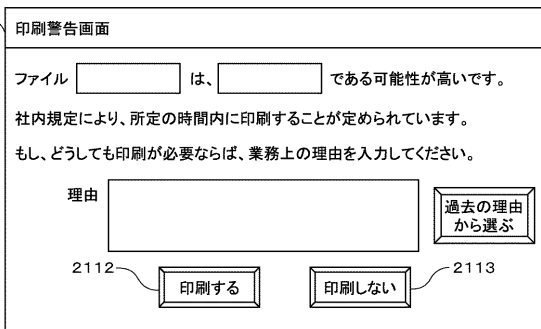 印刷警告画面
ファイル は、 である可能性が高いです。
社内規定により、所定の時間内に印刷することが定められています。
もし、どうしても印刷が必要ならば、業務上の理由を入力してください。
理由
過去の理由
から選ぶ
2112 印刷する 印刷しない 2113